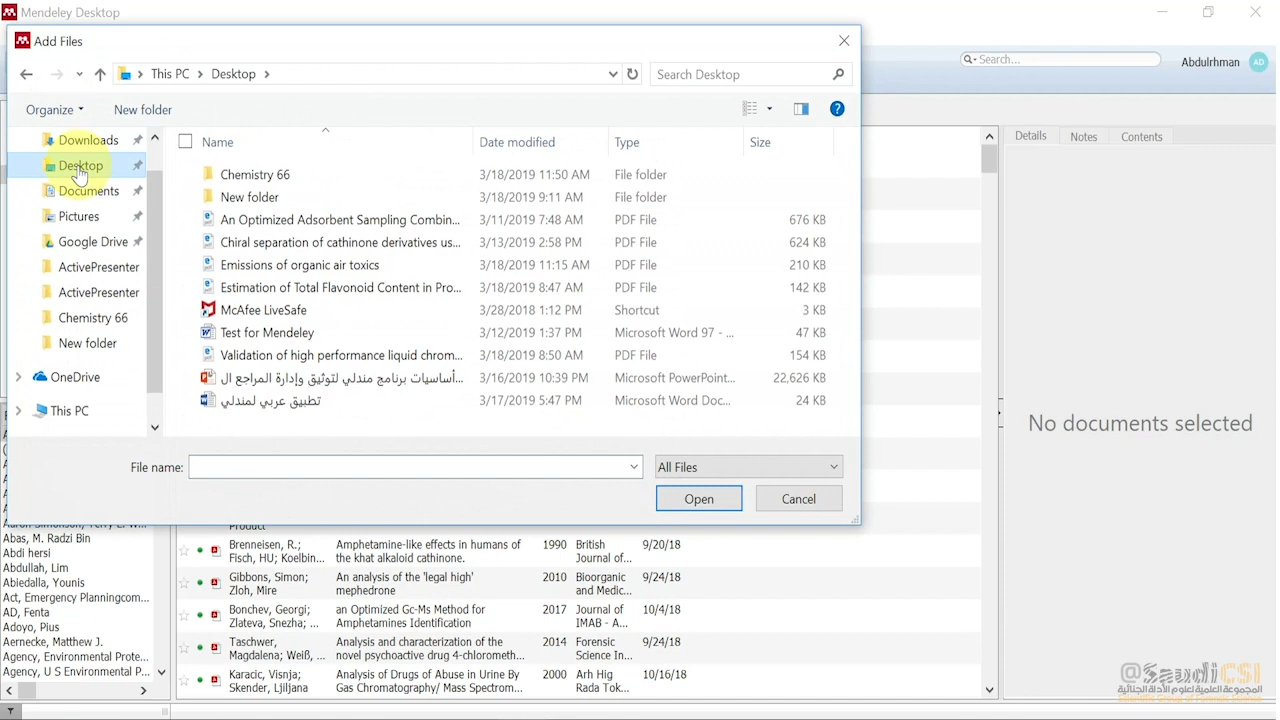 Mendeley Desktop
Add Files
This PC > Desktop >
Search Desktop
Search...
Abdulrhman
AD
Organize
New folder
Details
Notes
Contents
Name
Date modified
Type
Size
Downloads
Desktop
Documents
Pictures
Google Drive
ActivePresenter
ActivePresenter
Chemistry 66
New folder
OneDrive
This PC
Chemistry 66 3/18/2019 11:50 AM File folder
New folder 3/18/2019 9:11 AM File folder
An Optimized Adsorbent Sampling Combin... 3/11/2019 7:48 AM PDF File 676 KB
Chiral separation of cathinone derivatives us... 3/13/2019 2:58 PM PDF File 624 KB
Emissions of organic air toxics 3/18/2019 11:15 AM PDF File 210 KB
Estimation of Total Flavonoid Content in Pro... 3/18/2019 8:47 AM PDF File 142 KB
McAfee LiveSafe 3/28/2018 1:12 PM Shortcut 3 KB
Test for Mendeley 3/12/2019 1:37 PM Microsoft Word 97 - ... 47 KB
Validation of high performance liquid chrom... 3/18/2019 8:50 AM PDF File 154 KB
أساسيات برنامج مندلي لتوثيق وإدارة المراجع ال... 3/16/2019 10:39 PM Microsoft PowerPoint... 22,626 KB
تطبيق عربي لمندلي 3/17/2019 5:47 PM Microsoft Word Doc... 24 KB
No documents selected
File name:
All Files
Open
Cancel
Product
Brenneisen, R.; Fisch, HU; Koelbin... Amphetamine-like effects in humans of the khat alkaloid cathinone. 1990 British Journal of... 9/20/18
Gibbons, Simon; Zloh, Mire An analysis of the 'legal high' mephedrone 2010 Bioorganic and Medic... 9/24/18
Bonchev, Georgi; Zlateva, Snezha; ... an Optimized Gc-Ms Method for Amphetamines Identification 2017 Journal of IMAB - A... 10/4/18
Taschwer, Magdalena; Weiß, ... Analysis and characterization of the novel psychoactive drug 4-chlorometh... 2014 Forensic Science In... 9/24/18
Karacic, Visnja; Skender, Ljiljana Analysis of Drugs of Abuse in Urine By Gas Chromatography/ Mass Spectrom... 2000 Arh Hig Rada Tok... 10/16/18
Abas, M. Radzi Bin
Abdi hersi
Abdullah, Lim
Abiedalla, Younis
Act, Emergency Planningcom...
AD, Fenta
Adoyo, Pius
Aernecke, Matthew J.
Agency, Environmental Prote...
Agency, U S Environmental P...
@SaudiCSI
المجموعة العلمية لعلوم الأدلة الجنائية
Scientific Group of Forensic Science